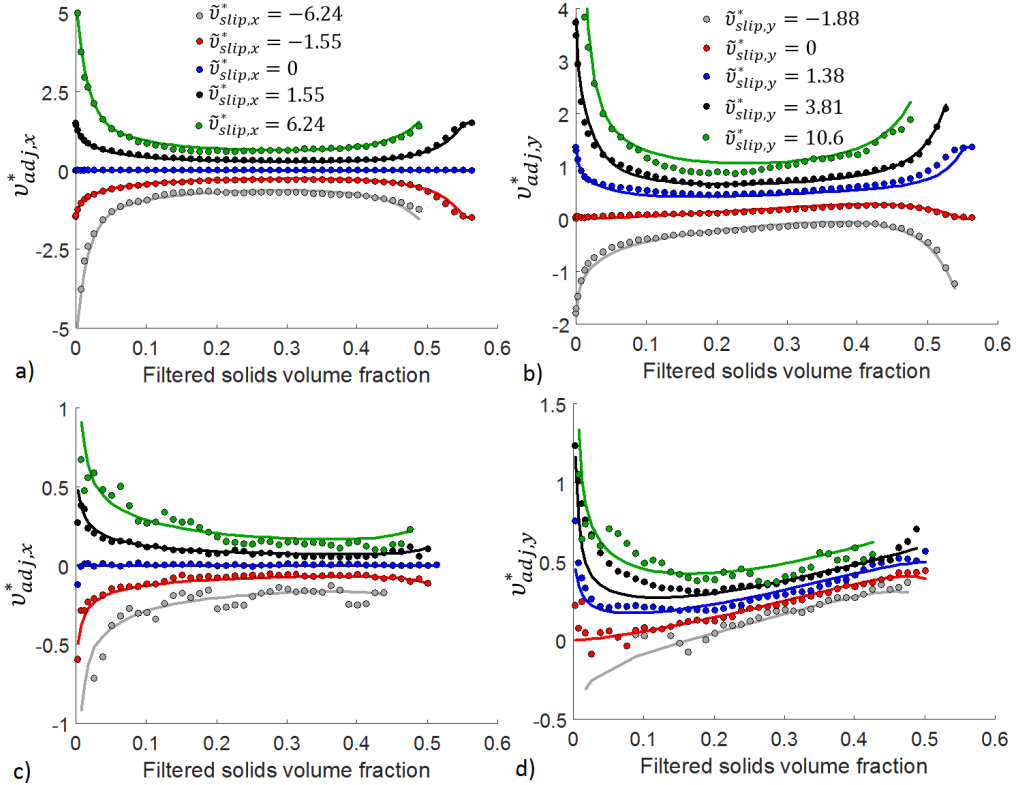 5
2.5
0
-2.5
-5
υ*adj,x
ṽ*slip,x = −6.24
ṽ*slip,x = −1.55
ṽ*slip,x = 0
ṽ*slip,x = 1.55
ṽ*slip,x = 6.24
0 0.1 0.2 0.3 0.4 0.5 0.6
Filtered solids volume fraction
a)
4
3
2
1
0
-1
-2
υ*adj,y
ṽ*slip,y = −1.88
ṽ*slip,y = 0
ṽ*slip,y = 1.38
ṽ*slip,y = 3.81
ṽ*slip,y = 10.6
0 0.1 0.2 0.3 0.4 0.5 0.6
Filtered solids volume fraction
b)
1
0.5
0
-0.5
-1
υ*adj,x
0 0.1 0.2 0.3 0.4 0.5 0.6
Filtered solids volume fraction
c)
1.5
1
0.5
0
-0.5
υ*adj,y
0 0.1 0.2 0.3 0.4 0.5 0.6
Filtered solids volume fraction
d)